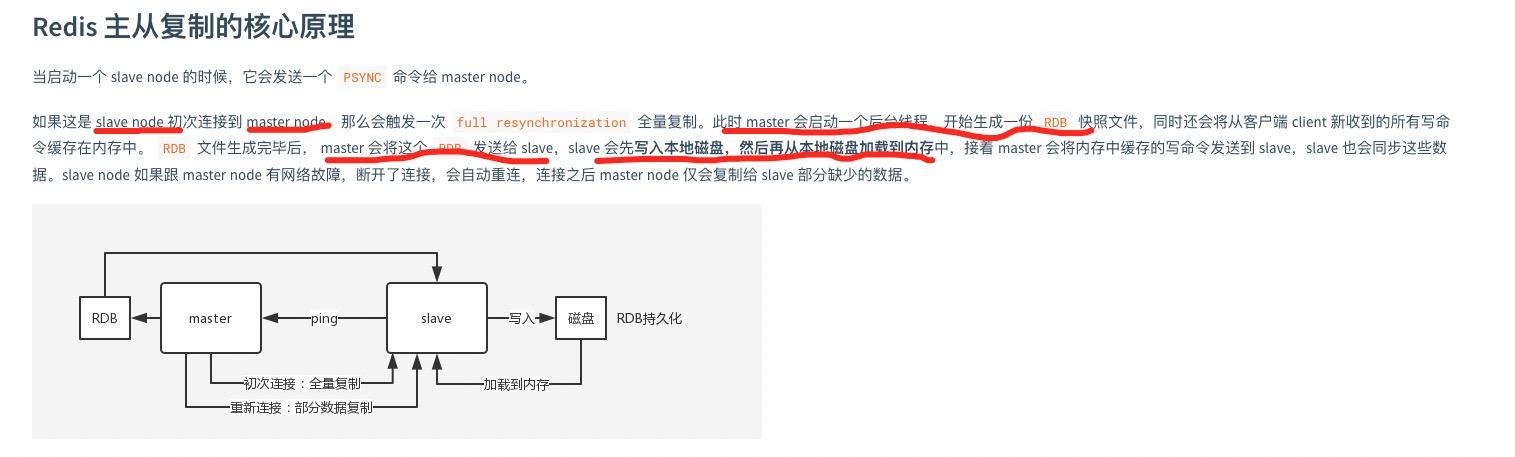 Redis 主从复制的核心原理
当启动一个 slave node 的时候，它会发送一个 PSYNC 命令给 master node。
如果这是 slave node 初次连接到 master node，那么会触发一次 full resynchronization 全量复制。此时 master 会启动一个后台线程，开始生成一份 RDB 快照文件，同时还会将从客户端 client 新收到的所有写命
令缓存在内存中。 RDB 文件生成完毕后， master 会将这个 RDB 发送给 slave，slave 会先写入本地磁盘，然后再从本地磁盘加载到内存中，接着 master 会将内存中缓存的写命令发送到 slave，slave 也会同步这些数
据。slave node 如果跟 master node 有网络故障，断开了连接，会自动重连，连接之后 master node 仅会复制给 slave 部分缺少的数据。
RDB master ping slave 写入 磁盘 RDB持久化
初次连接：全量复制 加载到内存
重新连接：部分数据复制